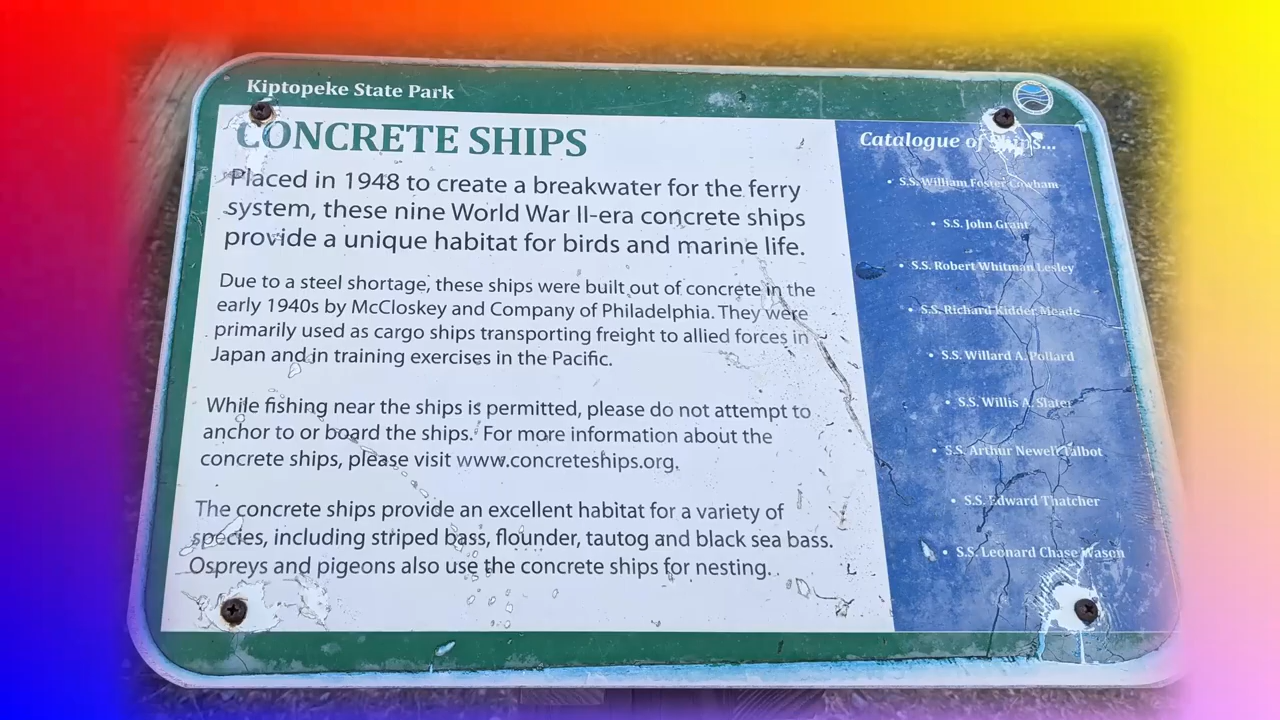 Kiptopeke State Park
CONCRETE SHIPS
Placed in 1948 to create a breakwater for the ferry
system, these nine World War II-era concrete ships
provide a unique habitat for birds and marine life.
Due to a steel shortage, these ships were built out of concrete in the
early 1940s by McCloskey and Company of Philadelphia. They were
primarily used as cargo ships transporting freight to allied forces in
Japan and in training exercises in the Pacific.
While fishing near the ships is permitted, please do not attempt to
anchor to or board the ships. For more information about the
concrete ships, please visit www.concreteships.org.
The concrete ships provide an excellent habitat for a variety of
species, including striped bass, flounder, tautog and black sea bass.
Ospreys and pigeons also use the concrete ships for nesting.
Catalogue of Ships...
• S.S. William Foster Cowham
• S.S. John Grant
• S.S. Robert Whitman Lesley
• S.S. Richard Kidder Meade
• S.S. Willard A. Pollard
• S.S. Willis A. Slater
• S.S. Arthur Newell Talbot
• S.S. Edward Thatcher
• S.S. Leonard Chase Wason